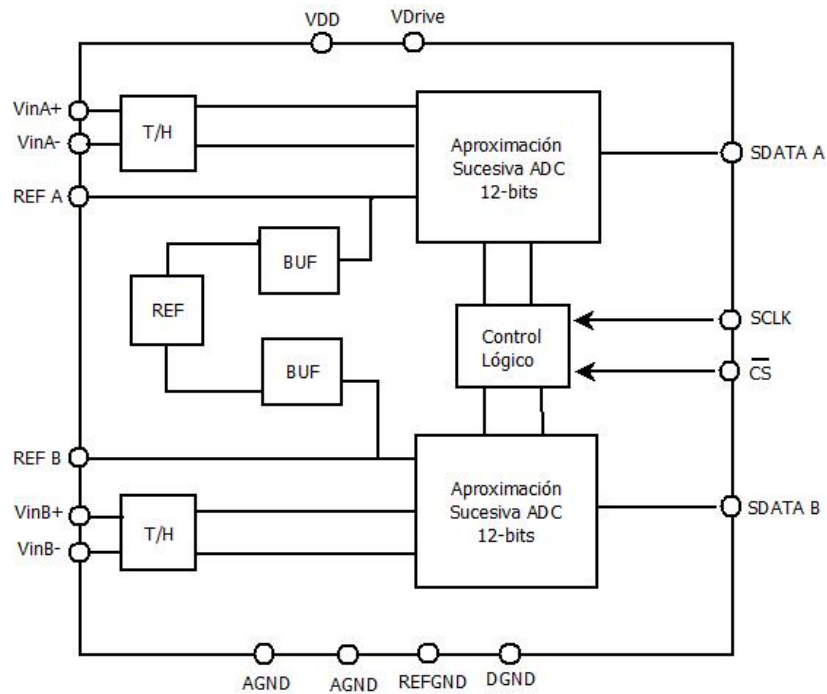 VDD
VDrive
VinA+
VinA-
T/H
Aproximación
Sucesiva ADC
12-bits
SDATA A
REF A
BUF
REF
BUF
Control
Lógico
SCLK
CS
REF B
VinB+
VinB-
T/H
Aproximación
Sucesiva ADC
12-bits
SDATA B
AGND
AGND
REFGND
DGND